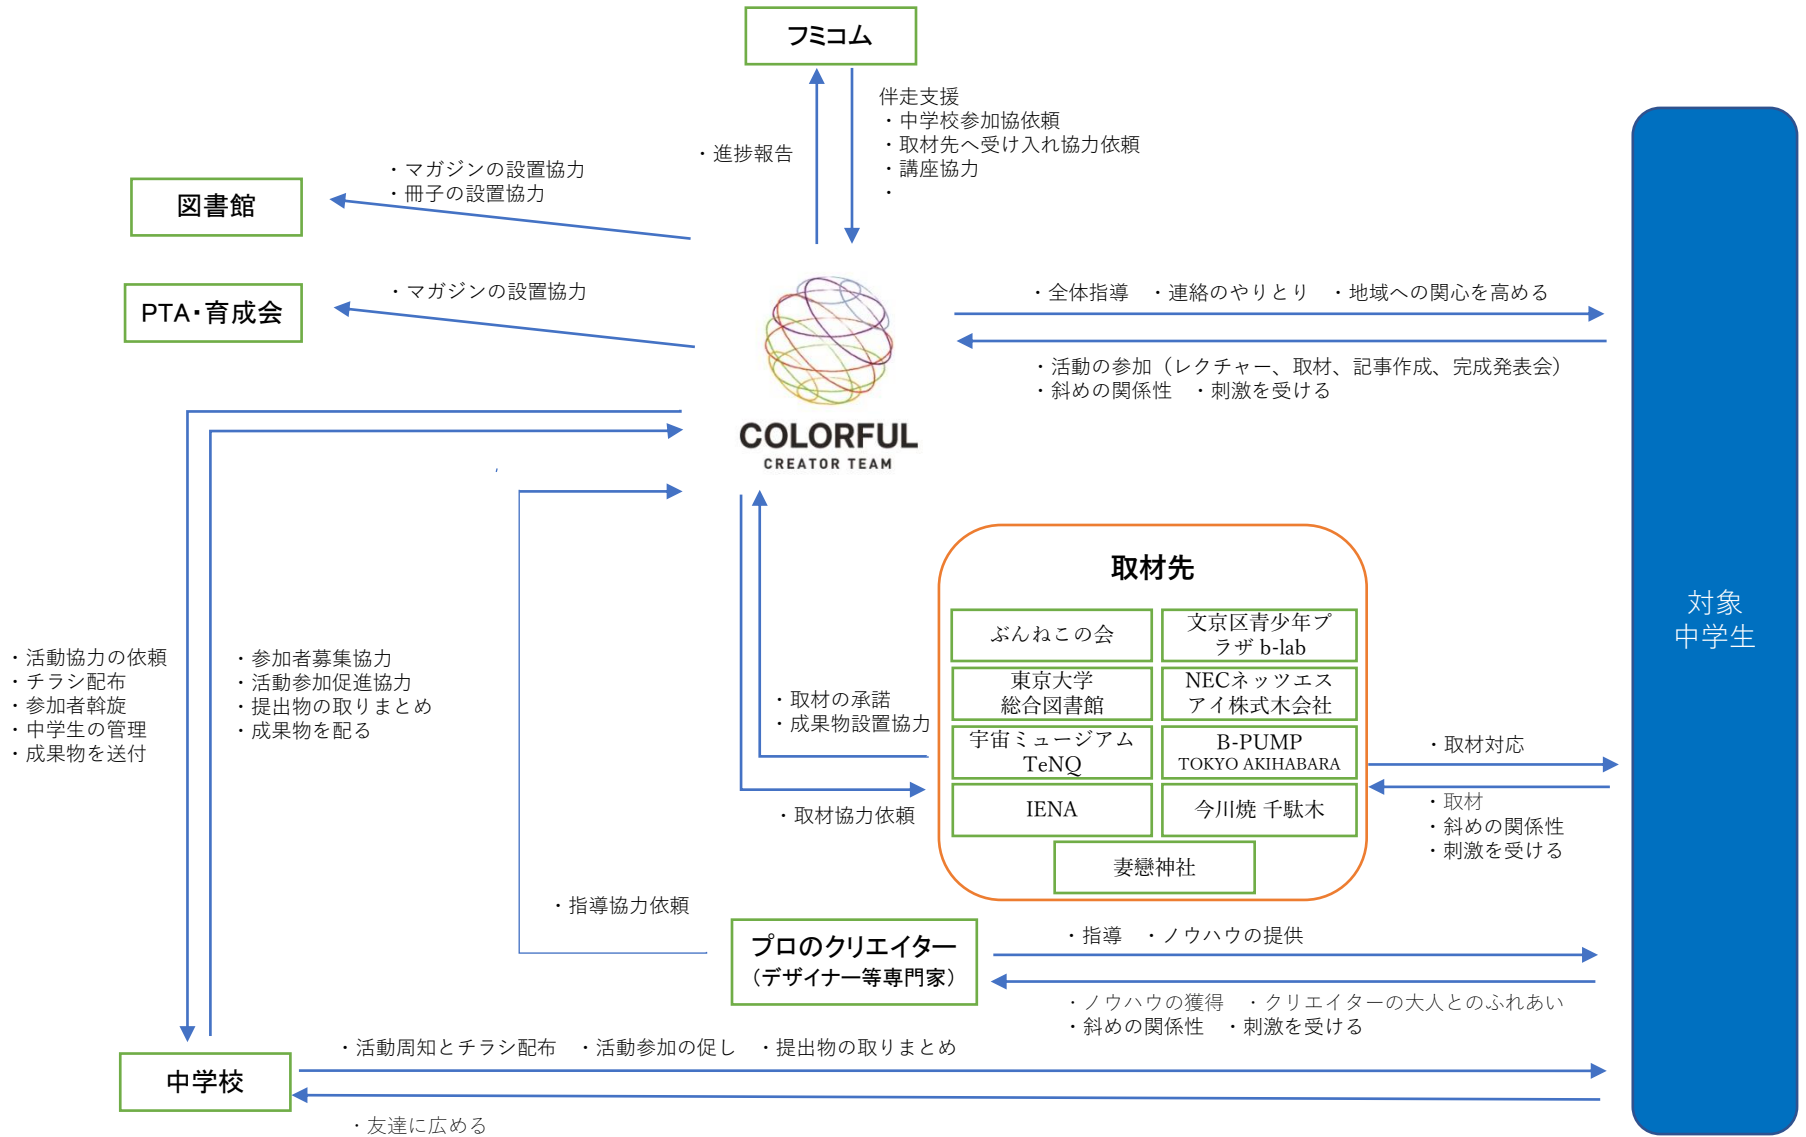 フミコム
伴走支援
・中学校参加協依頼
・取材先へ受け入れ協力依頼
・講座協力
・
・進捗報告
・マガジンの設置協力
・冊子の設置協力
図書館
・マガジンの設置協力
PTA・育成会
COLORFUL
CREATOR TEAM
・全体指導 ・連絡のやりとり ・地域への関心を高める
・活動の参加（レクチャー、取材、記事作成、完成発表会）
・斜めの関係性 ・刺激を受ける
対象
中学生
取材先
ぶんねこの会
文京区青少年プ
ラザ b-lab
東京大学
総合図書館
NECネッツエス
アイ株式木会社
宇宙ミュージアム
TeNQ
B-PUMP
TOKYO AKIHABARA
IENA
今川焼 千駄木
妻戀神社
・活動協力の依頼
・チラシ配布
・参加者斡旋
・中学生の管理
・成果物を送付
・参加者募集協力
・活動参加促進協力
・提出物の取りまとめ
・成果物を配る
・取材の承諾
・成果物設置協力
・取材協力依頼
・取材対応
・取材
・斜めの関係性
・刺激を受ける
・指導協力依頼
プロのクリエイター
（デザイナー等専門家）
・指導 ・ノウハウの提供
・ノウハウの獲得 ・クリエイターの大人とのふれあい
・斜めの関係性 ・刺激を受ける
中学校
・活動周知とチラシ配布 ・活動参加の促し ・提出物の取りまとめ
・友達に広める